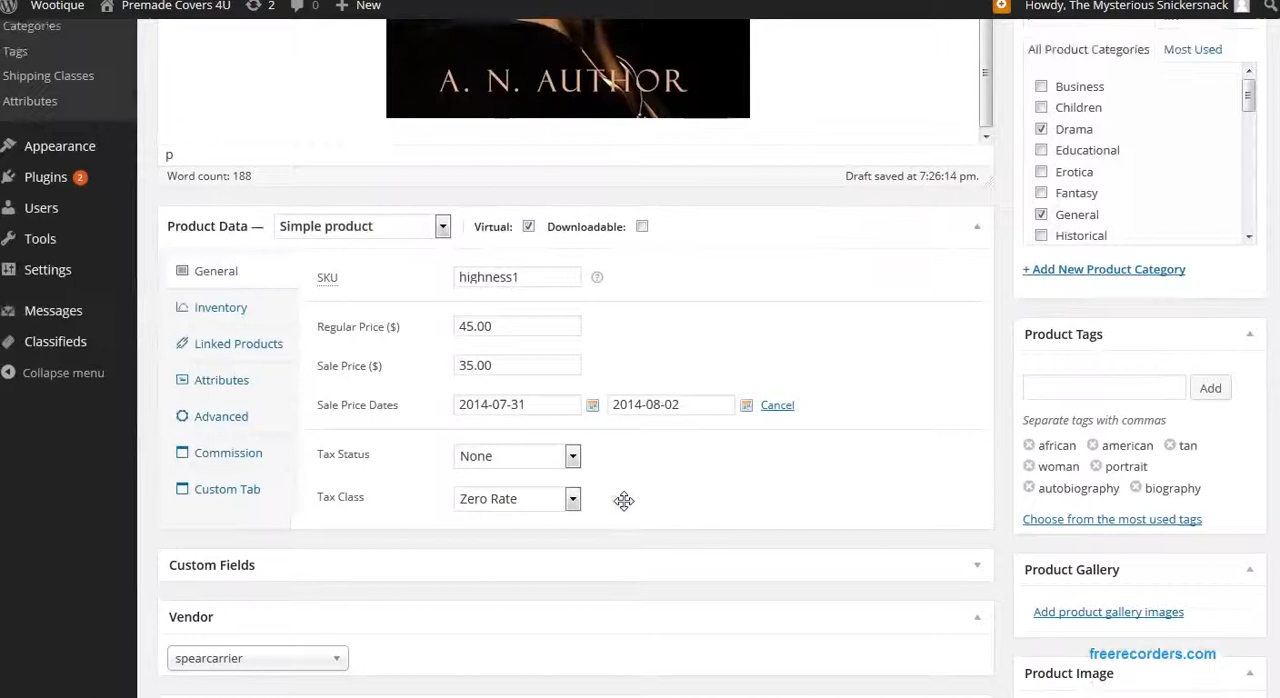 Wootique Premade Covers 4U 2 0 New Howdy, The Mysterious Snickersnack
Categories
Tags
Shipping Classes
Attributes
Appearance
Plugins 2
Users
Tools
Settings
Messages
Classifieds
Collapse menu
A. N. AUTHOR
p
Word count: 188 Draft saved at 7:26:14 pm.
Product Data — Simple product Virtual: Downloadable:
General
Inventory
Linked Products
Attributes
Advanced
Commission
Custom Tab
SKU highness1
Regular Price ($) 45.00
Sale Price ($) 35.00
Sale Price Dates 2014-07-31 2014-08-02 Cancel
Tax Status None
Tax Class Zero Rate
Custom Fields
Vendor
spearcarrier
All Product Categories Most Used
Business
Children
Drama
Educational
Erotica
Fantasy
General
Historical
+ Add New Product Category
Product Tags
Add
Separate tags with commas
african american tan
woman portrait
autobiography biography
Choose from the most used tags
Product Gallery
Add product gallery images
freerecorders.com
Product Image